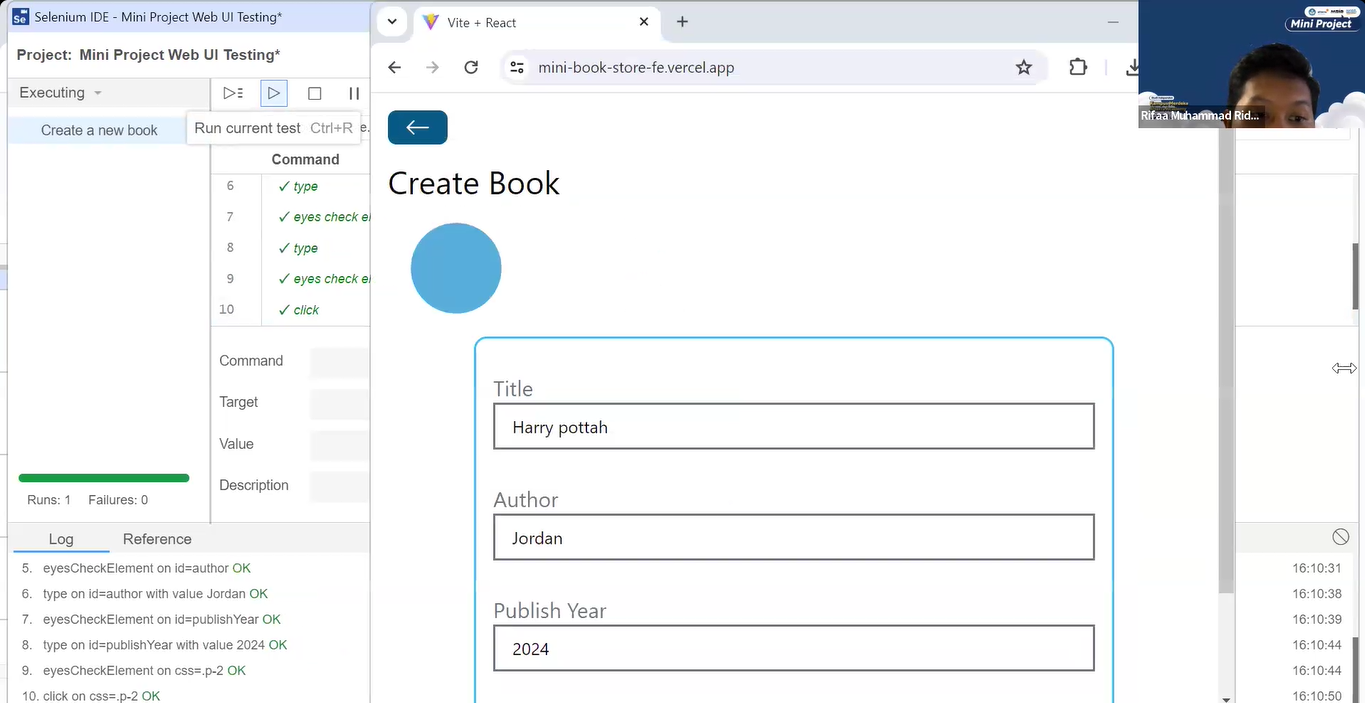 Selenium IDE - Mini Project Web UI Testing*
Project: Mini Project Web UI Testing*
Executing
Create a new book
Run current test Ctrl+R
Command
6 ✓ type
7 ✓ eyes check el
8 ✓ type
9 ✓ eyes check el
10 ✓ click
Command
Target
Value
Description
Runs: 1 Failures: 0
Log Reference
5. eyesCheckElement on id=author OK
6. type on id=author with value Jordan OK
7. eyesCheckElement on id=publishYear OK
8. type on id=publishYear with value 2024 OK
9. eyesCheckElement on css=.p-2 OK
10. click on css=.p-2 OK
Vite + React
mini-book-store-fe.vercel.app
Create Book
Title
Harry pottah
Author
Jordan
Publish Year
2024
Mini Project
Rifaa Muhammad Rid...
16:10:31
16:10:38
16:10:39
16:10:44
16:10:44
16:10:50